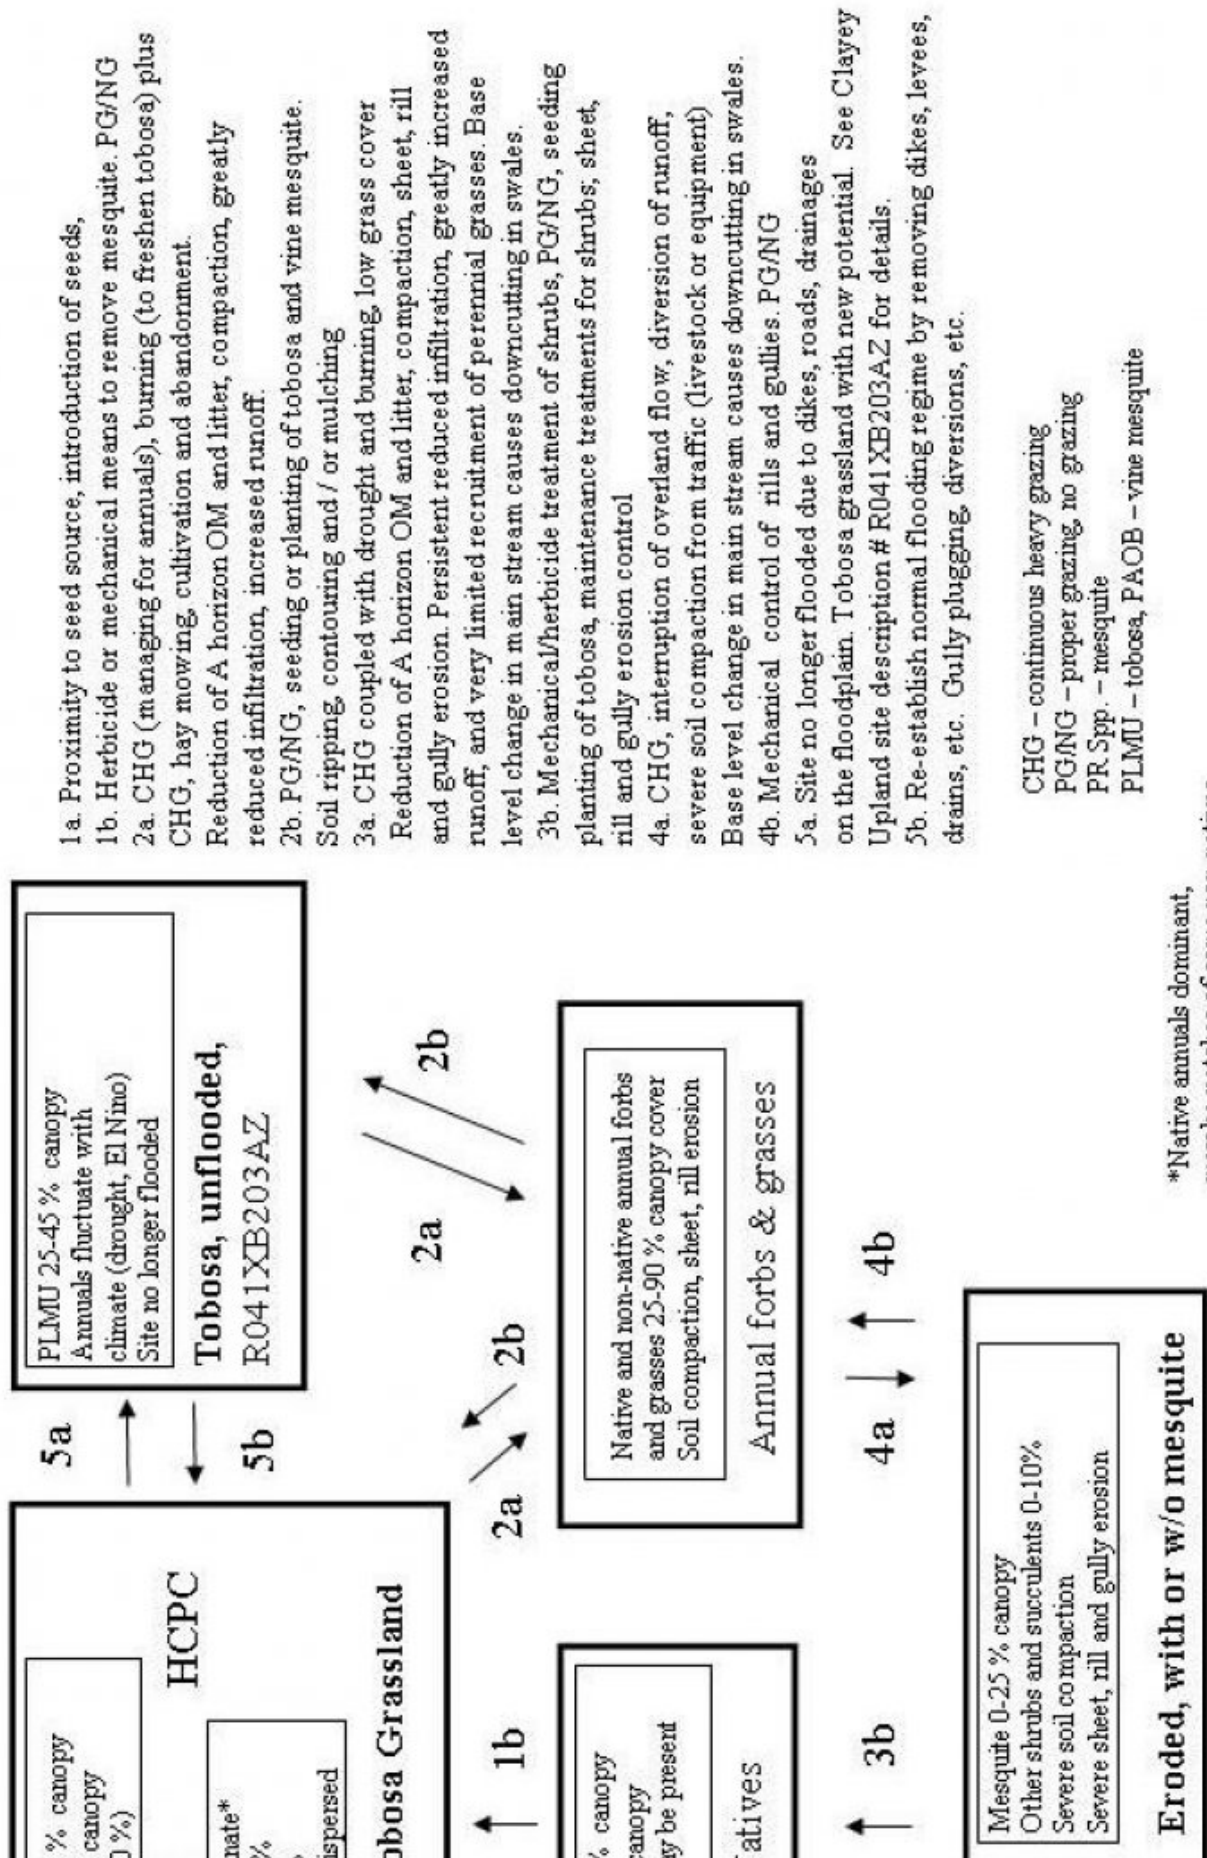 % canopy
canopy
0 %)
HCPC
mate*
%
ispersed
obosa Grassland
5a
5b
PLMU 25-45 % canopy
Annuals fluctuate with
climate (drought, El Nino)
Site no longer flooded
Tobosa, unflooded,
R041XB203AZ
1b
2a
2b
2a
2b
% canopy
canopy
ay be present
atives
Native and non-native annual forbs
and grasses 25-90 % canopy cover
Soil compaction, sheet, rill erosion
Annual forbs & grasses
3b
4a
4b
Mesquite 0-25 % canopy
Other shrubs and succulents 0-10%
Severe soil compaction
Severe sheet, rill and gully erosion
Eroded, with or w/o mesquite
*Native annuals dominant,
1a. Proximity to seed source, introduction of seeds,
1b. Herbicide or mechanical means to remove mesquite. PG/NG
2a. CHG (managing for annuals), burning (to freshen tobosa) plus
CHG, hay mowing, cultivation and abandonment.
Reduction of A horizon OM and litter, compaction, greatly
reduced infiltration, increased runoff.
2b. PG/NG, seeding or planting of tobosa and vine mesquite.
Soil ripping, contouring and / or mulching
3a. CHG coupled with drought and burning, low grass cover
Reduction of A horizon OM and litter, compaction, sheet, rill
and gully erosion. Persistent reduced infiltration, greatly increased
runoff, and very limited recruitment of perennial grasses. Base
level change in main stream causes downcutting in swales.
3b. Mechanical/herbicide treatment of shrubs, PG/NG, seeding
planting of tobosa, maintenance treatments for shrubs; sheet,
rill and gully erosion control
4a. CHG, interruption of overland flow, diversion of runoff,
severe soil compaction from traffic (livestock or equipment)
Base level change in main stream causes downcutting in swales.
4b. Mechanical control of rills and gullies. PG/NG
5a. Site no longer flooded due to dikes, roads, drainages
on the floodplain. Tobosa grassland with new potential. See Clayey
Upland site description # R041XB203AZ for details.
5b. Re-establish normal flooding regime by removing dikes, levees,
drains, etc. Gully plugging, diversions, etc.
CHG – continuous heavy grazing
PG/NG – proper grazing, no grazing
PR Spp. – mesquite
PLMU – tobosa, PAOB – vine mesquite